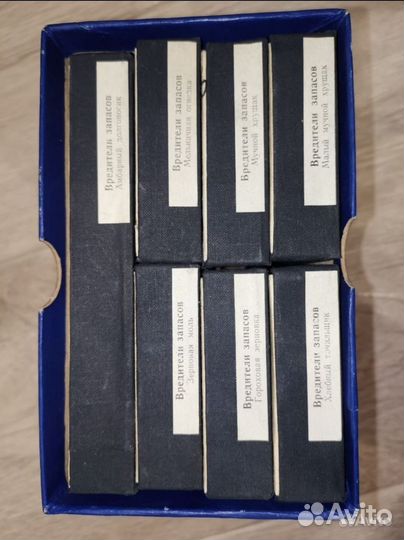 Вредители запасов
Амбарный долгоносик
Вредители запасов
Мельничная огневка
Вредители запасов
Мучной хрущак
Вредители запасов
Малый мучной хрущак
Вредители запасов
Зерновая моль
Вредители запасов
Гороховая зерновка
Вредители запасов
Хлебный точильщик
Avito